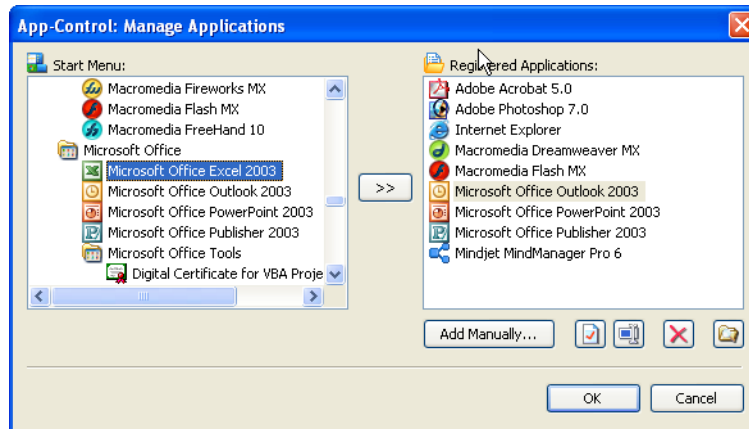 App-Control: Manage Applications
Start Menu:
Macromedia Fireworks MX
Macromedia Flash MX
Macromedia FreeHand 10
Microsoft Office
Microsoft Office Excel 2003
Microsoft Office Outlook 2003
Microsoft Office PowerPoint 2003
Microsoft Office Publisher 2003
Microsoft Office Tools
Digital Certificate for VBA Proje
>>
Registered Applications:
Adobe Acrobat 5.0
Adobe Photoshop 7.0
Internet Explorer
Macromedia Dreamweaver MX
Macromedia Flash MX
Microsoft Office Outlook 2003
Microsoft Office PowerPoint 2003
Microsoft Office Publisher 2003
Mindjet MindManager Pro 6
Add Manually...
OK
Cancel